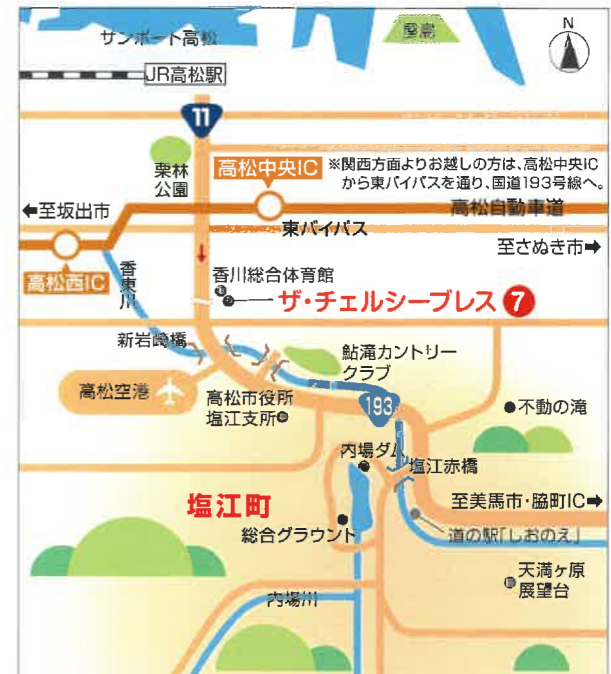 サンポート高松
屋島
N
JR高松駅
11
栗林
公園
高松中央IC
※関西方面よりお越しの方は、高松中央IC
から東バイパスを通り、国道193号線へ。
←至坂出市
高松自動車道
東バイパス
至さぬき市→
高松西IC
香東川
香川総合体育館
ザ・チェルシーブレス 7
新岩崎橋
鮎滝カントリー
クラブ
高松空港
高松市役所
塩江支所
193
不動の滝
内場ダム
塩江赤橋
塩江町
至美馬市・脇町IC→
総合グラウンド
道の駅「しおのえ」
天満ヶ原
展望台
内場川